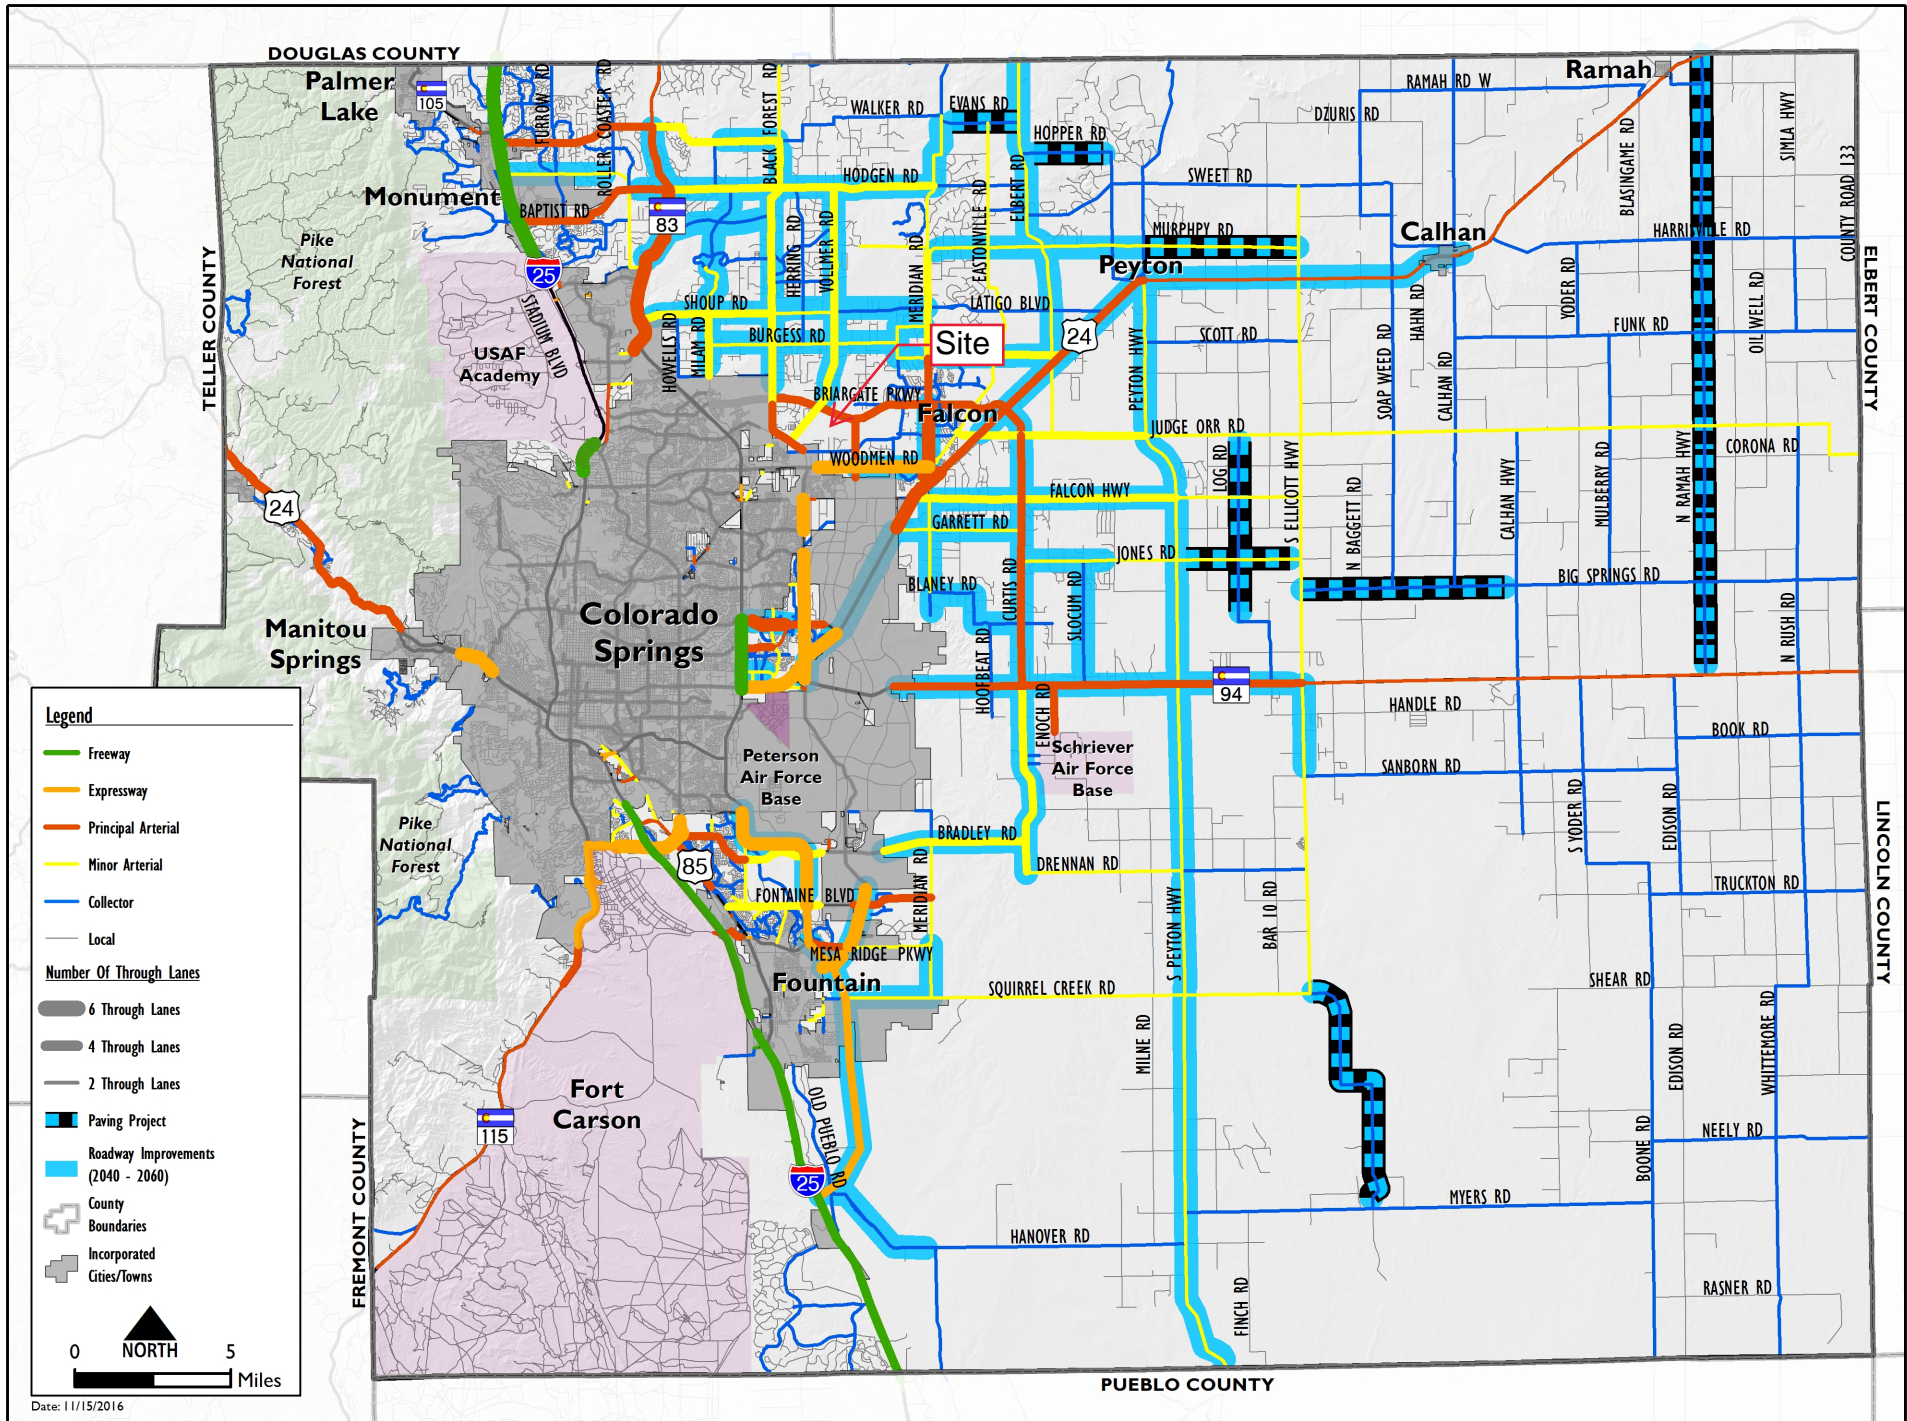 DOUGLAS COUNTY
Palmer
Lake
105
FURROW RD
ROLLER COASTER RD
BLACK FOREST RD
WALKER RD
EVANS RD
HOPPER RD
RAMAH RD W
Ramah
DZURIS RD
BLASINGAME RD
SIMLA HWY
COUNTY ROAD 133
Monument
BAPTIST RD
83
HODGEN RD
SWEET RD
HERRING RD
VOLLMER RD
MERIDIAN RD
EASTONVILLE RD
ELBERT RD
MURPHPY RD
Calhan
HARRISVILLE RD
Pike
National
Forest
25
Peyton
TELLER COUNTY
ELBERT COUNTY
STADIUM BLVD
SHOUP RD
LATIGO BLVD
YODER RD
OIL WELL RD
HAHN RD
FUNK RD
USAF
Academy
HOWELLS RD
MILAM RD
BURGESS RD
Site
24
SCOTT RD
PEYTON HWY
SOAP WEED RD
CALHAN RD
BRIARGATE PKWY
Falcon
JUDGE ORR RD
CORONA RD
WOODMEN RD
LOG RD
S ELLICOTT HWY
N BAGGETT RD
CALHAN HWY
MULBERRY RD
N RAMAH HWY
24
FALCON HWY
GARRETT RD
JONES RD
BLANEY RD
CURTIS RD
SLOCUM RD
BIG SPRINGS RD
Colorado
Springs
Manitou
Springs
HOOFBEAT RD
N RUSH RD
94
ENOCH RD
HANDLE RD
BOOK RD
Schriever
Air Force
Base
Peterson
Air Force
Base
SANBORN RD
S YODER RD
EDISON RD
LINCOLN COUNTY
Pike
National
Forest
BRADLEY RD
85
DRENNAN RD
MERIDIAN RD
FONTAINE BLVD
TRUCKTON RD
S PEYTON HWY
BAR 10 RD
MESA RIDGE PKWY
Fountain
SQUIRREL CREEK RD
SHEAR RD
MILNE RD
EDISON RD
WHITTEMORE RD
Fort
Carson
115
OLD PUEBLO RD
25
BOONE RD
NEELY RD
MYERS RD
FREMONT COUNTY
HANOVER RD
FINCH RD
RASNER RD
PUEBLO COUNTY
Legend
Freeway
Expressway
Principal Arterial
Minor Arterial
Collector
Local
Number Of Through Lanes
6 Through Lanes
4 Through Lanes
2 Through Lanes
Paving Project
Roadway Improvements
(2040 - 2060)
County
Boundaries
Incorporated
Cities/Towns
NORTH
0 5
Miles
Date: 11/15/2016